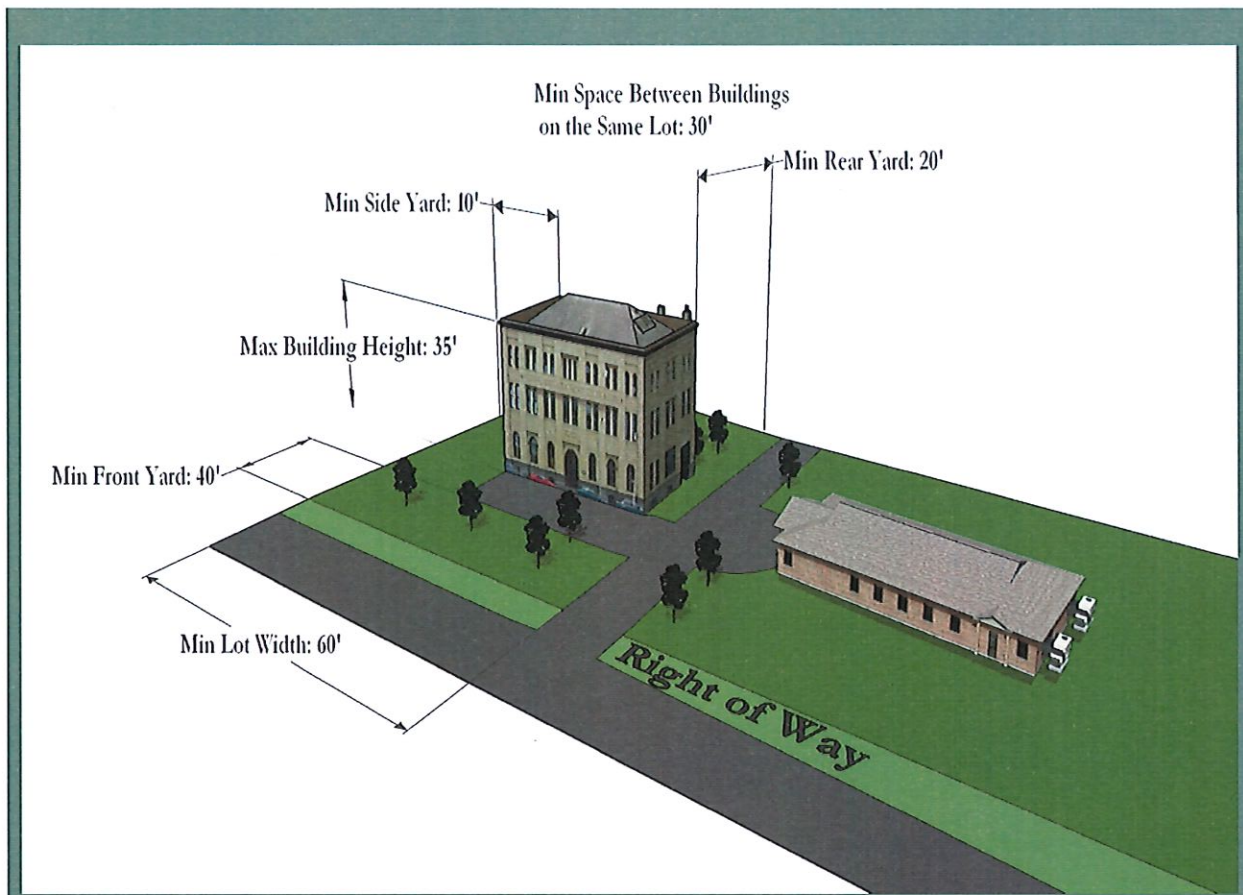 Min Space Between Buildings
on the Same Lot: 30'
Min Rear Yard: 20'
Min Side Yard: 10'
Max Building Height: 35'
Min Front Yard: 40'
Min Lot Width: 60'
Right of Way